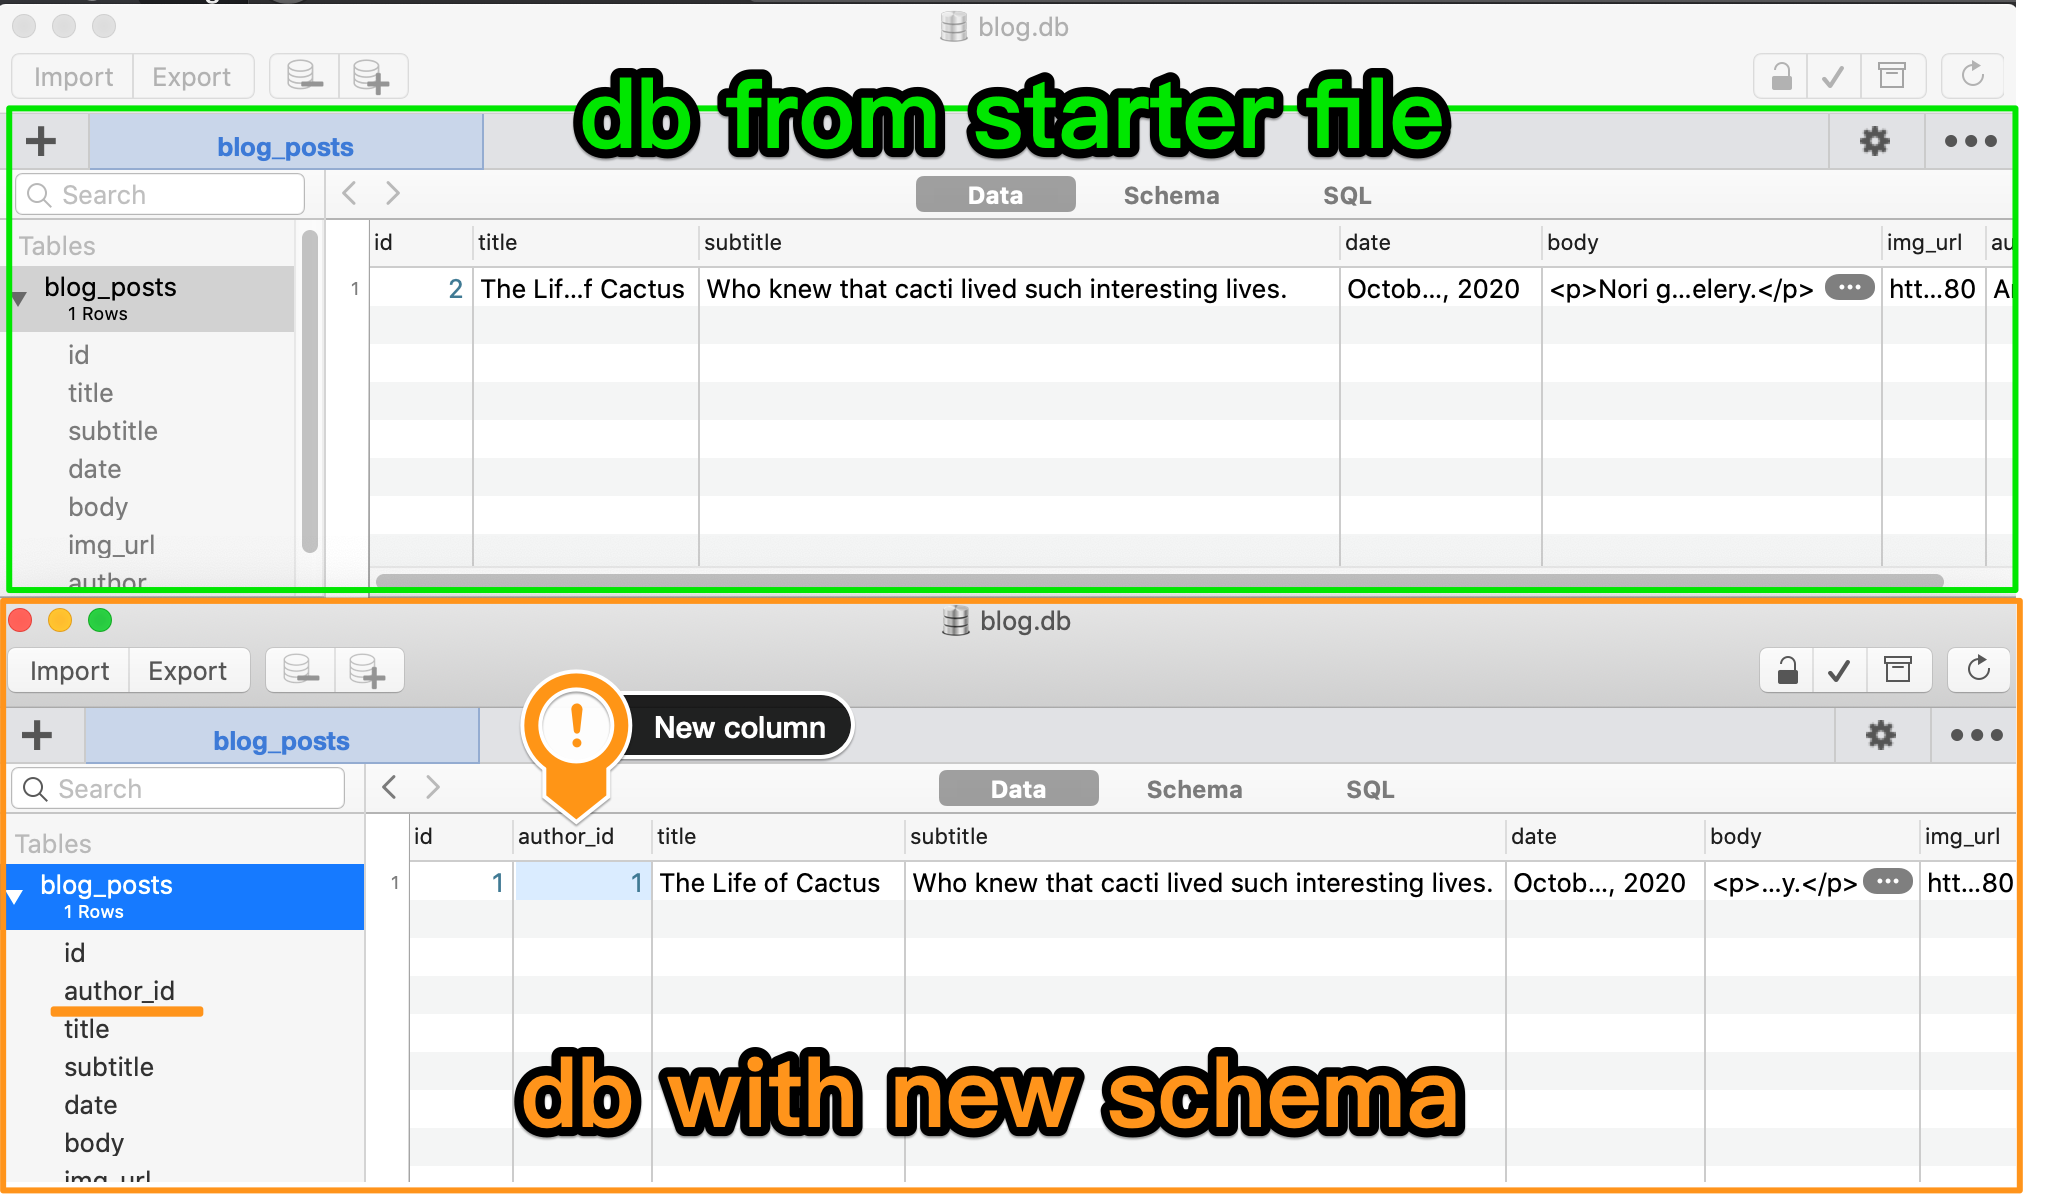 blog.db
Import Export
db from starter file
blog_posts
Search
Data Schema SQL
Tables
id title subtitle date body img_url au
blog_posts
1 Rows
1 2 The Lif...f Cactus Who knew that cacti lived such interesting lives. Octob..., 2020 <p>Nori g...elery.</p> ••• htt...80
id
title
subtitle
date
body
img_url
author
blog.db
Import Export
! New column
blog_posts
Search
Data Schema SQL
Tables
id author_id title subtitle date body img_url
blog_posts
1 Rows
1 1 1 The Life of Cactus Who knew that cacti lived such interesting lives. Octob..., 2020 <p>...y.</p> ••• htt...80
id
author_id
title
subtitle
date
body
img_url
db with new schema